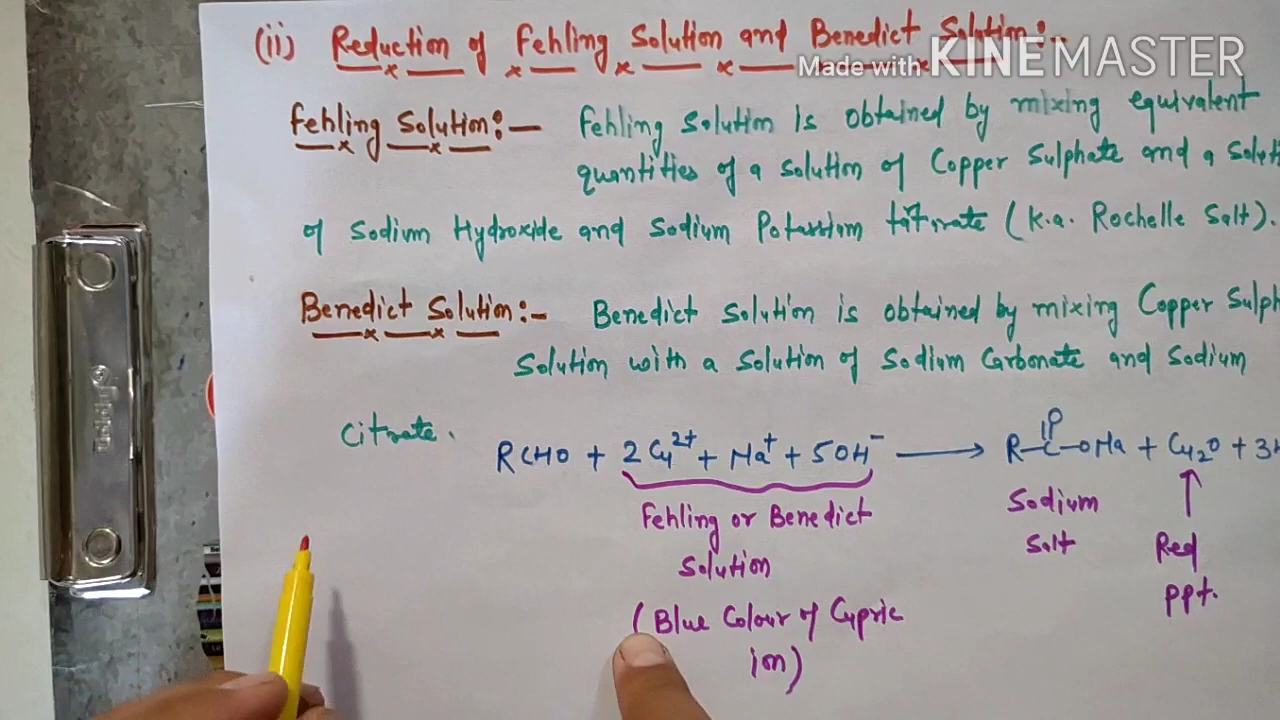 (ii) Reduction of Fehling Solution and Benedict Solution:-
Made with KINEMASTER
Fehling Solution:- Fehling Solution is obtained by mixing equivalent
quantities of a solution of Copper Sulphate and a solut
of Sodium Hydroxide and Sodium Potassium (K.a. Rochelle Salt).
Benedict Solution:- Benedict Solution is obtained by mixing Copper Sulph
Solution with a solution of Sodium Carbonate and Sodium
Citrate.
O
RCHO + 2Cu²⁺ + Na⁺ + 5OH⁻ ⟶ R-C-ONa + Cu₂O + 3H
Fehling or Benedict
Solution
(Blue Colour of Cupric
ion)
Sodium
Salt
Red
ppt.